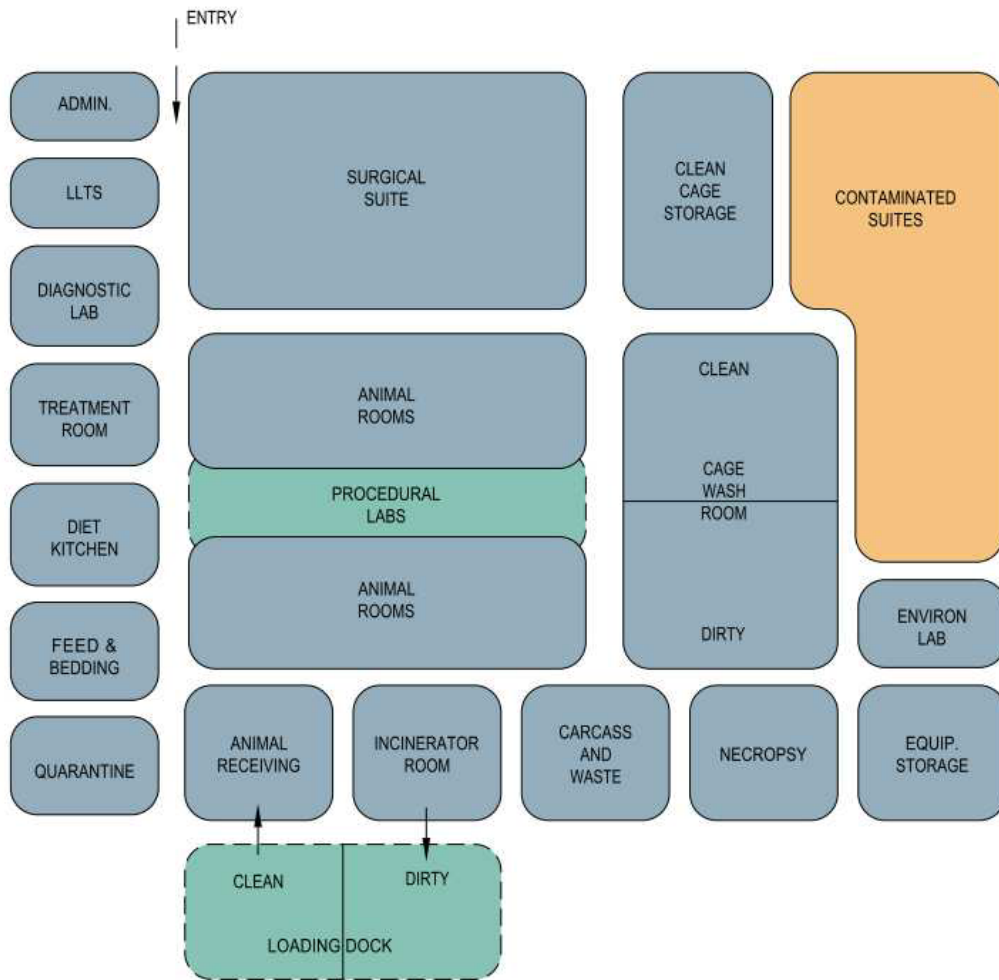 ENTRY
ADMIN.
LLTS
DIAGNOSTIC
LAB
TREATMENT
ROOM
DIET
KITCHEN
FEED &
BEDDING
QUARANTINE
SURGICAL
SUITE
CLEAN
CAGE
STORAGE
CONTAMINATED
SUITES
ANIMAL
ROOMS
PROCEDURAL
LABS
ANIMAL
ROOMS
CLEAN
CAGE
WASH
ROOM
DIRTY
ENVIRON
LAB
ANIMAL
RECEIVING
INCINERATOR
ROOM
CARCASS
AND
WASTE
NECROPSY
EQUIP.
STORAGE
CLEAN
DIRTY
LOADING DOCK